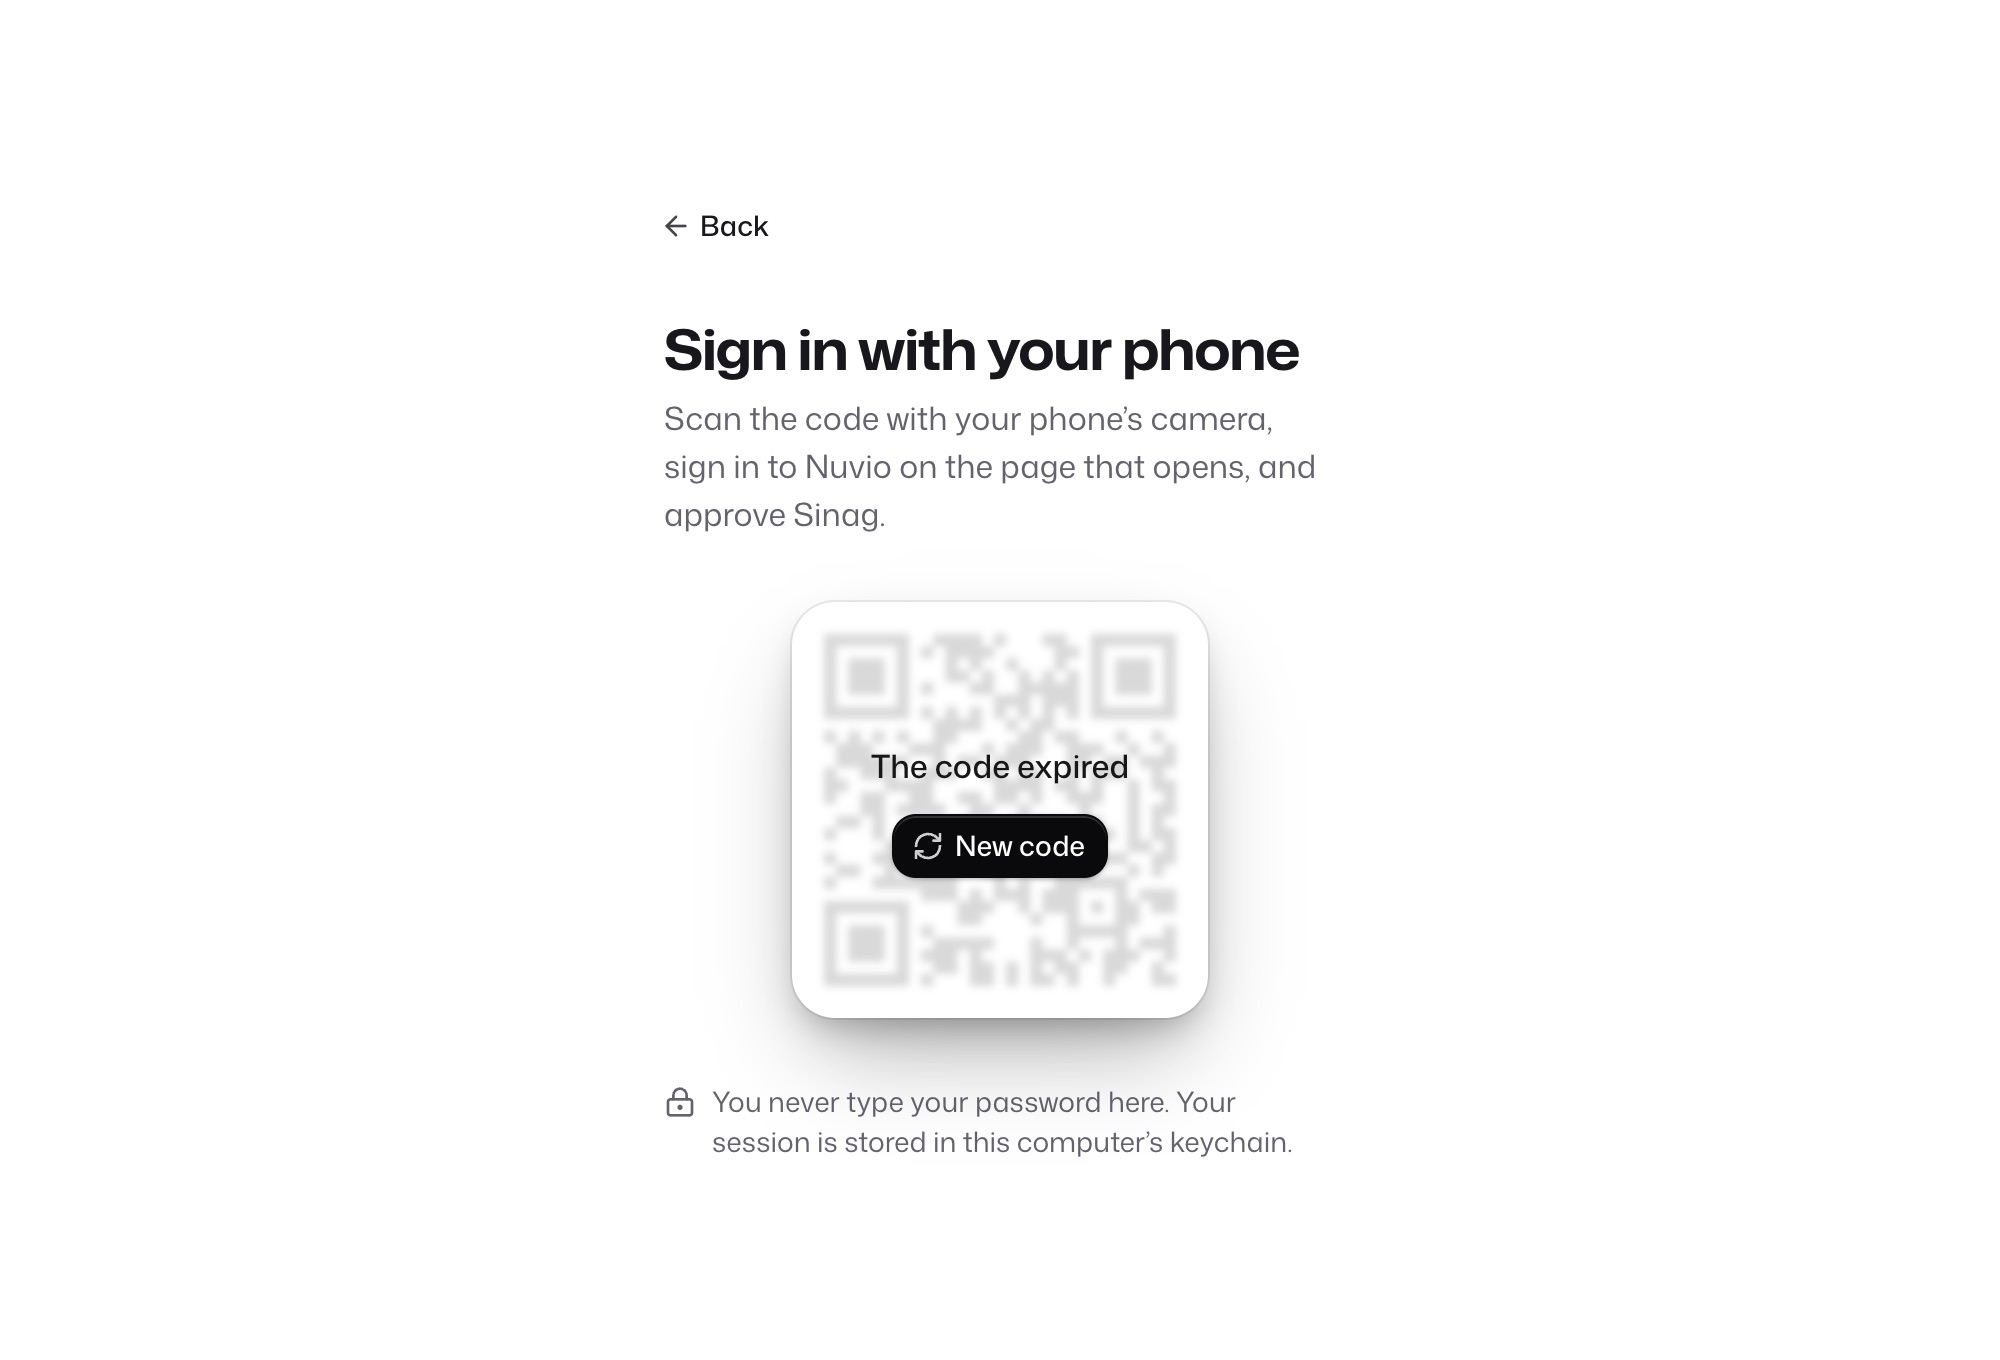 Back
Sign in with your phone
Scan the code with your phone’s camera,
sign in to Nuvio on the page that opens, and
approve Sinag.
The code expired
New code
You never type your password here. Your
session is stored in this computer’s keychain.